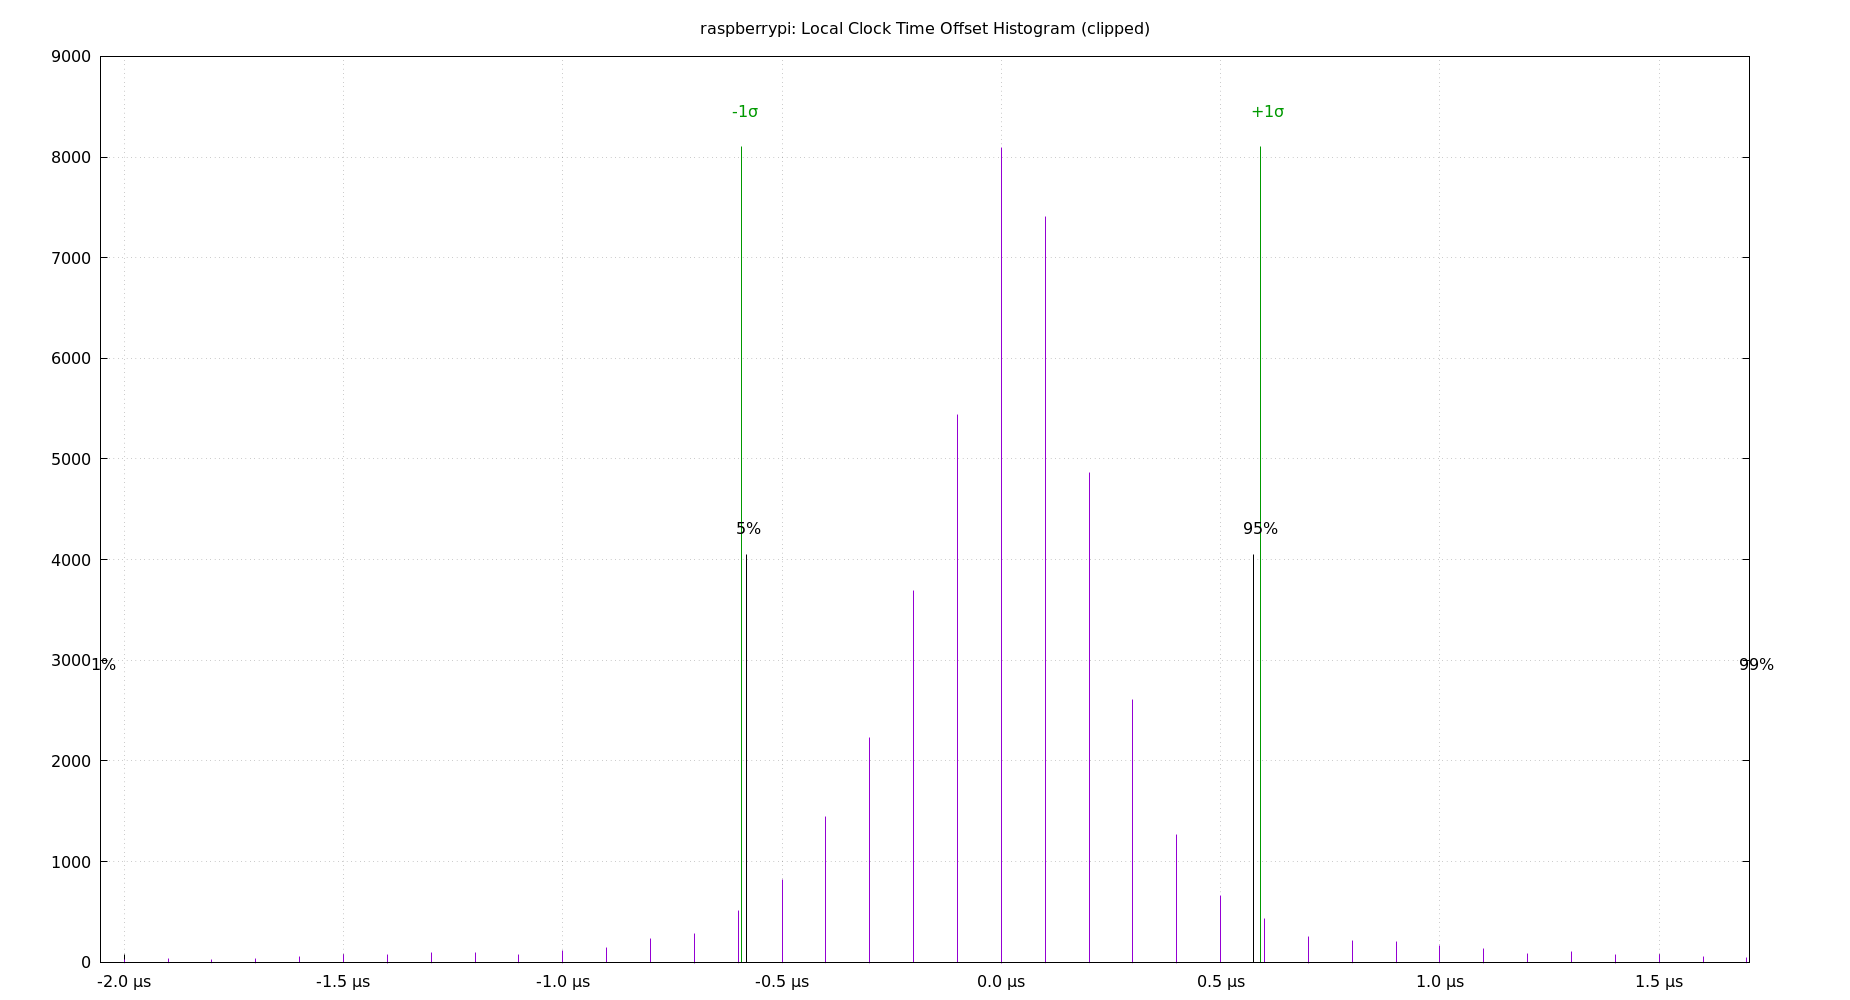 raspberrypi: Local Clock Time Offset Histogram (clipped)
9000
-1σ
+1σ
8000
7000
6000
5000
5%
95%
4000
3000
1%
99%
2000
1000
0
-2.0 µs
-1.5 µs
-1.0 µs
-0.5 µs
0.0 µs
0.5 µs
1.0 µs
1.5 µs